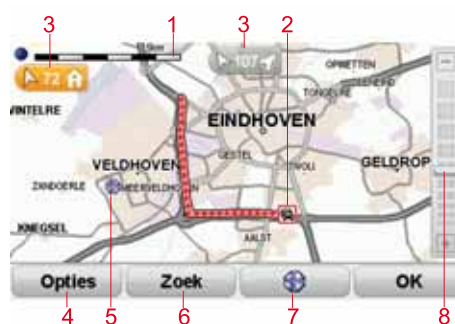 3 1 3 2
72
107
OPWETTEN
TONGELRE
WINTELRE
EINDHOVEN
GESTEL
VELDHOVEN
GELDROP
ZANDOERLE
MEERVELDHOVEN
KNEGSEL
AALST
Opties Zoek OK
4 5 6 7 8